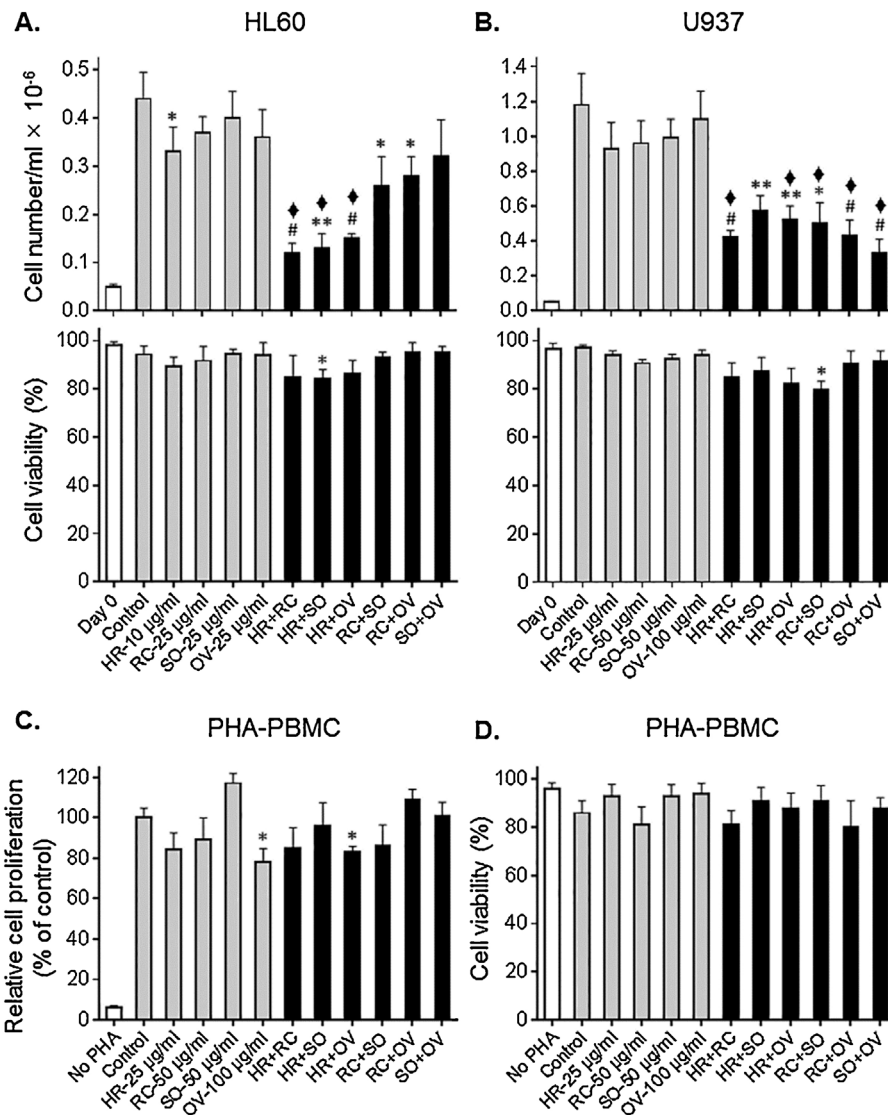 A. HL60
Cell number/ml × 10⁻⁶
0.5
0.4
0.3
0.2
0.1
0.0
*
♦
#
♦
**
♦
#
*
*
Cell viability (%)
100
80
60
40
20
0
*
Day 0
Control
HR-10 µg/ml
RC-25 µg/ml
SO-25 µg/ml
OV-25 µg/ml
HR+RC
HR+SO
HR+OV
RC+SO
RC+OV
SO+OV
B. U937
1.4
1.2
1.0
0.8
0.6
0.4
0.2
0.0
♦
#
**
♦
**
♦
*
♦
#
♦
#
100
80
60
40
20
0
*
Day 0
Control
HR-25 µg/ml
RC-50 µg/ml
SO-50 µg/ml
OV-100 µg/ml
HR+RC
HR+SO
HR+OV
RC+SO
RC+OV
SO+OV
C. PHA-PBMC
Relative cell proliferation
(% of control)
120
100
80
60
40
20
0
*
*
No PHA
Control
HR-25 µg/ml
RC-50 µg/ml
SO-50 µg/ml
OV-100 µg/ml
HR+RC
HR+SO
HR+OV
RC+SO
RC+OV
SO+OV
D. PHA-PBMC
Cell viability (%)
100
80
60
40
20
0
No PHA
Control
HR-25 µg/ml
RC-50 µg/ml
SO-50 µg/ml
OV-100 µg/ml
HR+RC
HR+SO
HR+OV
RC+SO
RC+OV
SO+OV